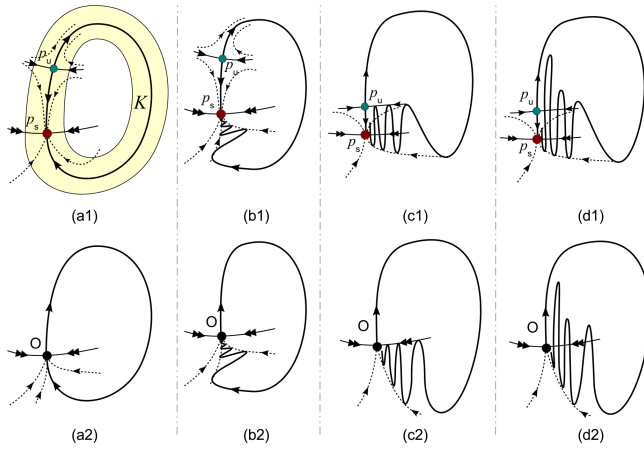 p_u
K
p_s
p_u
p_s
p_u
p_s
p_u
p_s
(a1)
(b1)
(c1)
(d1)
O
O
O
O
(a2)
(b2)
(c2)
(d2)